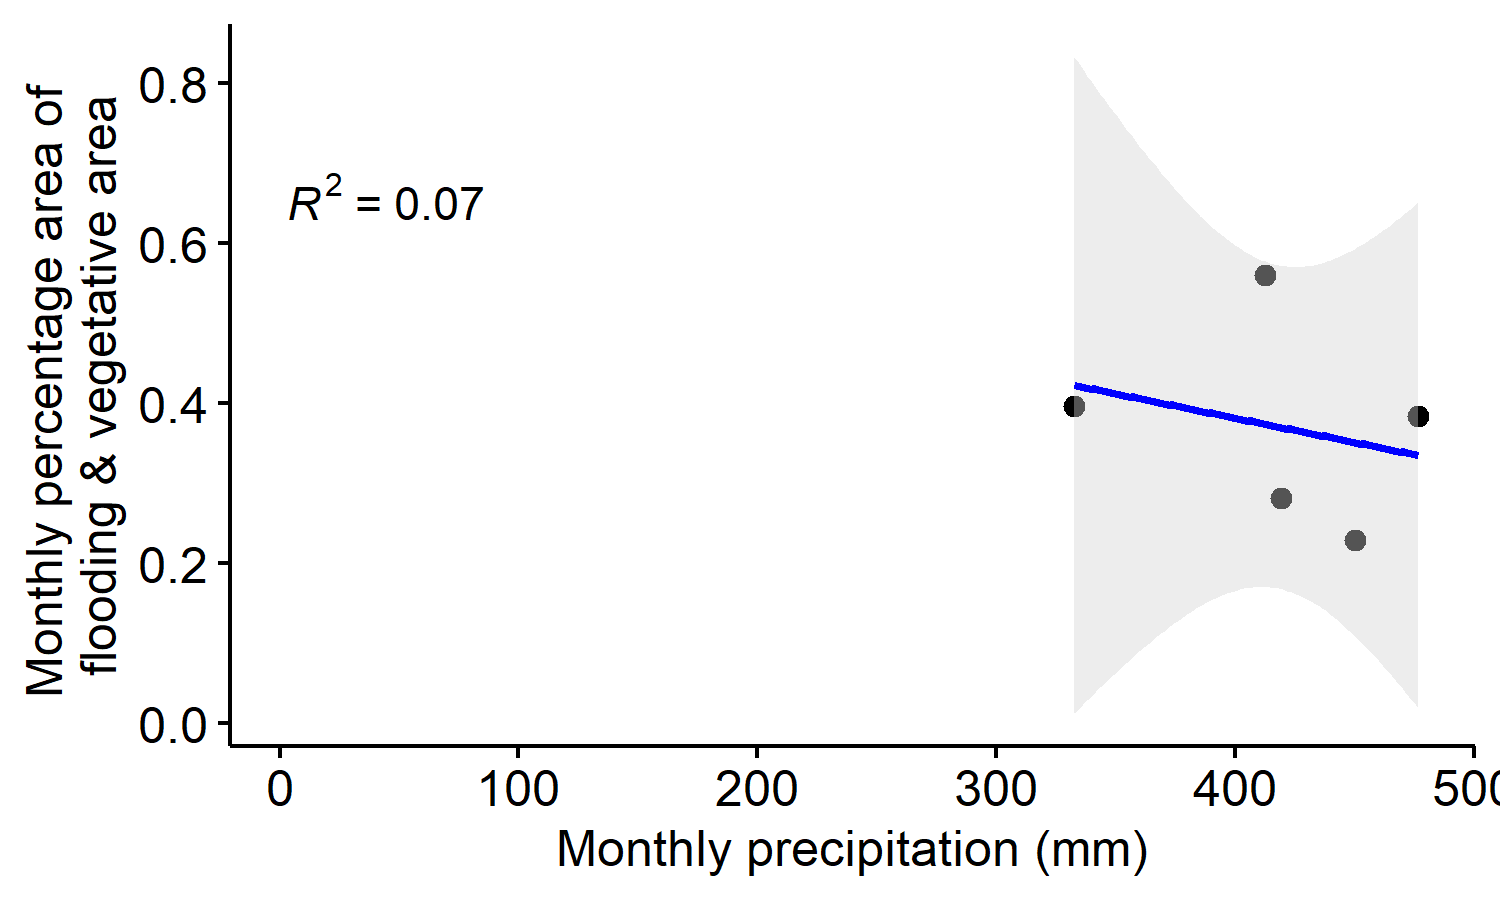 Monthly percentage area of
flooding & vegetative area
0.8
0.6
0.4
0.2
0.0
R² = 0.07
0 100 200 300 400 500
Monthly precipitation (mm)